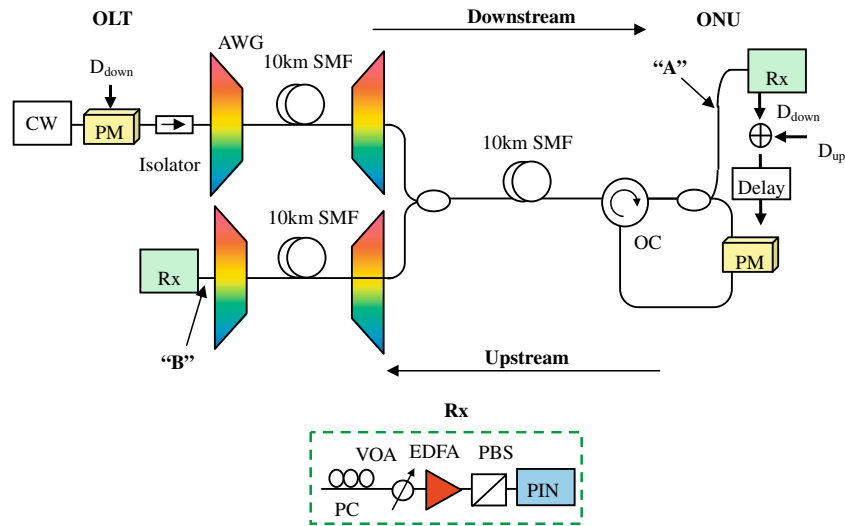 OLT
Downstream
ONU
AWG
10km SMF
"A"
Rx
D_down
CW
PM
Isolator
D_down
D_up
10km SMF
Delay
10km SMF
OC
PM
Rx
"B"
Upstream
Rx
VOA
EDFA
PBS
PC
PIN